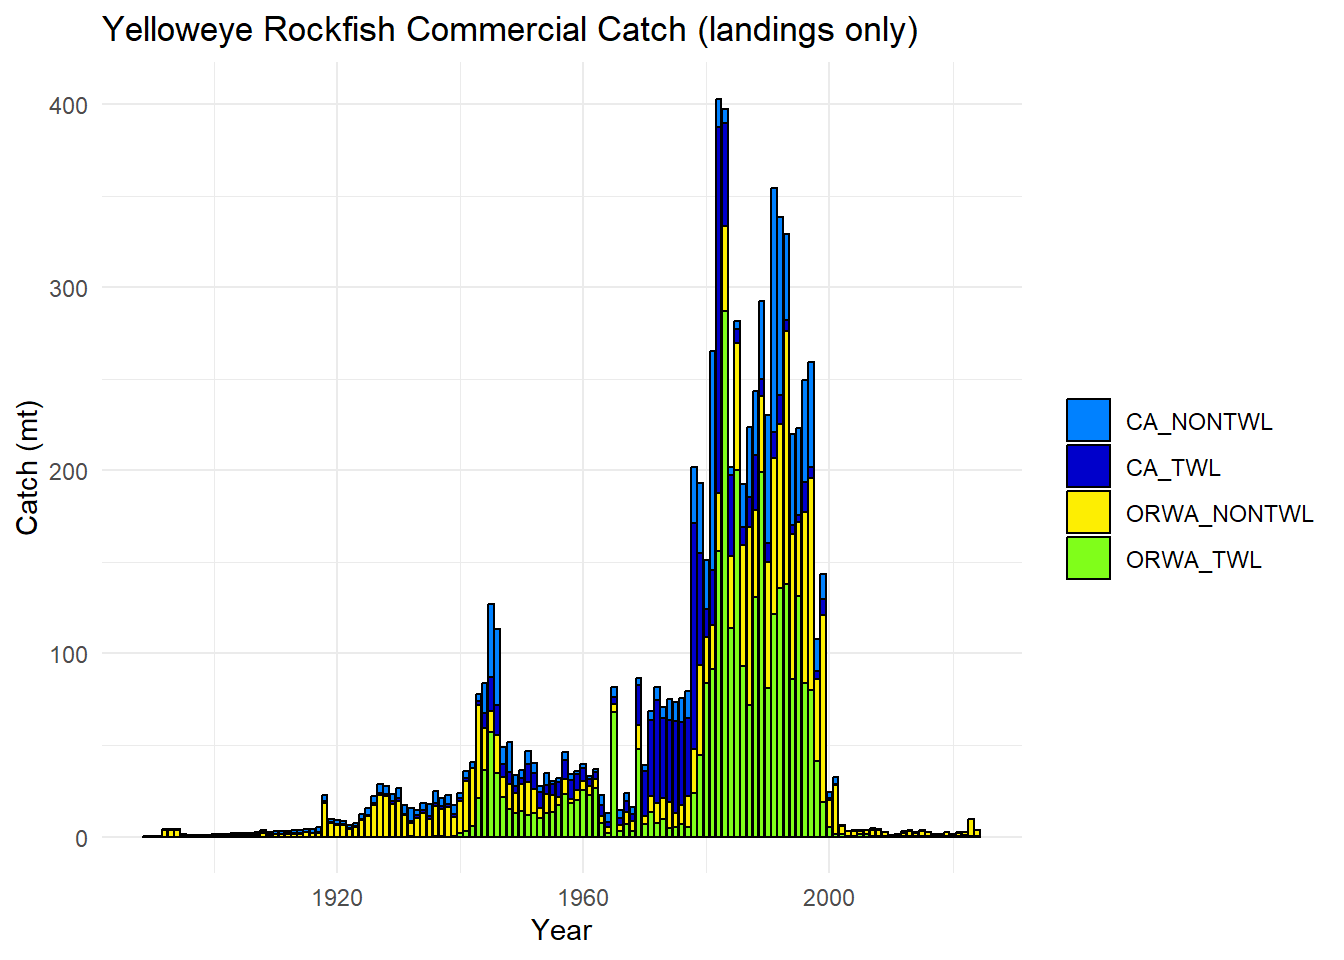 Yelloweye Rockfish Commercial Catch (landings only)
400
300
200
100
0
Catch (mt)
1920
1960
2000
Year
CA_NONTWL
CA_TWL
ORWA_NONTWL
ORWA_TWL